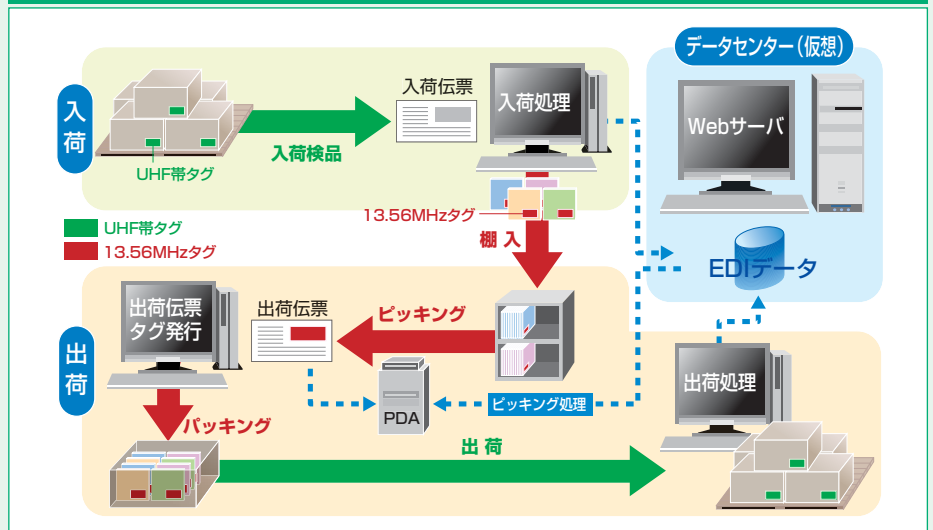 データセンター（仮想）
入荷
入荷伝票
入荷処理
Webサーバ
入荷検品
UHF帯タグ
13.56MHzタグ
UHF帯タグ
13.56MHzタグ
棚入
EDIデータ
出荷
出荷伝票
タグ発行
出荷伝票
ピッキング
出荷処理
PDA
ピッキング処理
パッキング
出荷